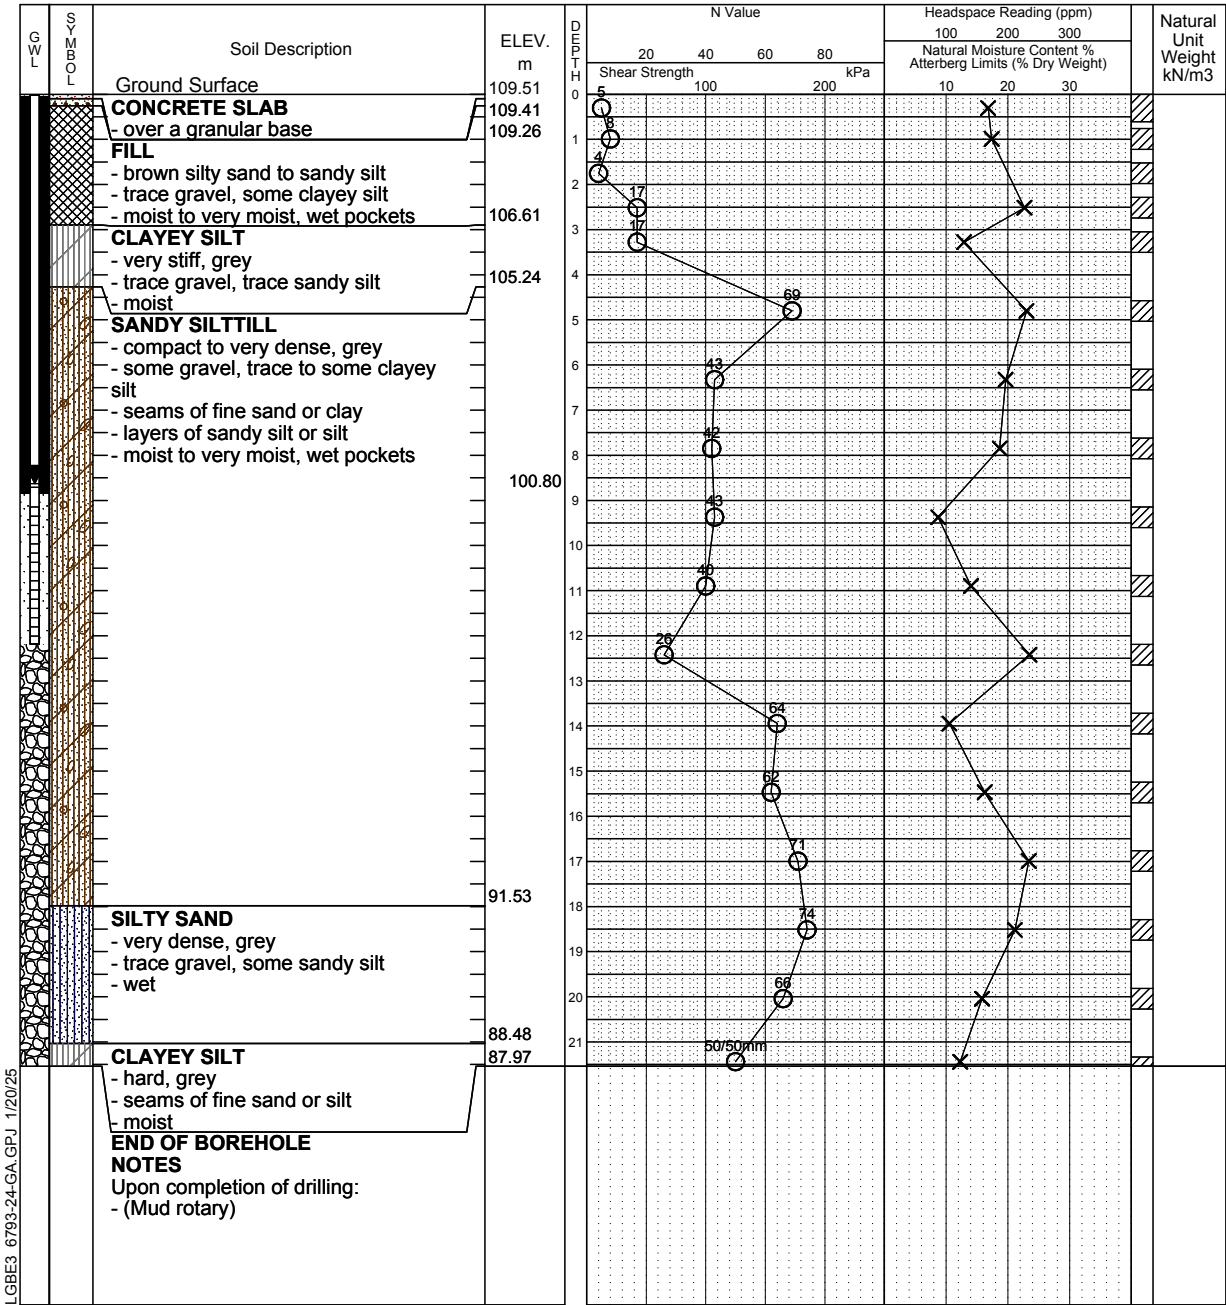 GWL
SYMBOL
Soil Description
ELEV.
m
DEPTH
N Value
20 40 60 80
Shear Strength kPa
100 200
Headspace Reading (ppm)
100 200 300
Natural Moisture Content %
Atterberg Limits (% Dry Weight)
10 20 30
Natural
Unit
Weight
kN/m3
Ground Surface 109.51
CONCRETE SLAB 109.41
- over a granular base 109.26
FILL
- brown silty sand to sandy silt
- trace gravel, some clayey silt
- moist to very moist, wet pockets 106.61
CLAYEY SILT
- very stiff, grey
- trace gravel, trace sandy silt 105.24
- moist
SANDY SILTTILL
- compact to very dense, grey
- some gravel, trace to some clayey
silt
- seams of fine sand or clay
- layers of sandy silt or silt
- moist to very moist, wet pockets
100.80
91.53
SILTY SAND
- very dense, grey
- trace gravel, some sandy silt
- wet
88.48
CLAYEY SILT 87.97
- hard, grey
- seams of fine sand or silt
- moist
END OF BOREHOLE
NOTES
Upon completion of drilling:
- (Mud rotary)
0
1
2
3
4
5
6
7
8
9
10
11
12
13
14
15
16
17
18
19
20
21
5
8
4
17
17
69
43
42
43
40
26
64
62
71
74
66
50/50mm
LGBE3 6793-24-GA.GPJ 1/20/25